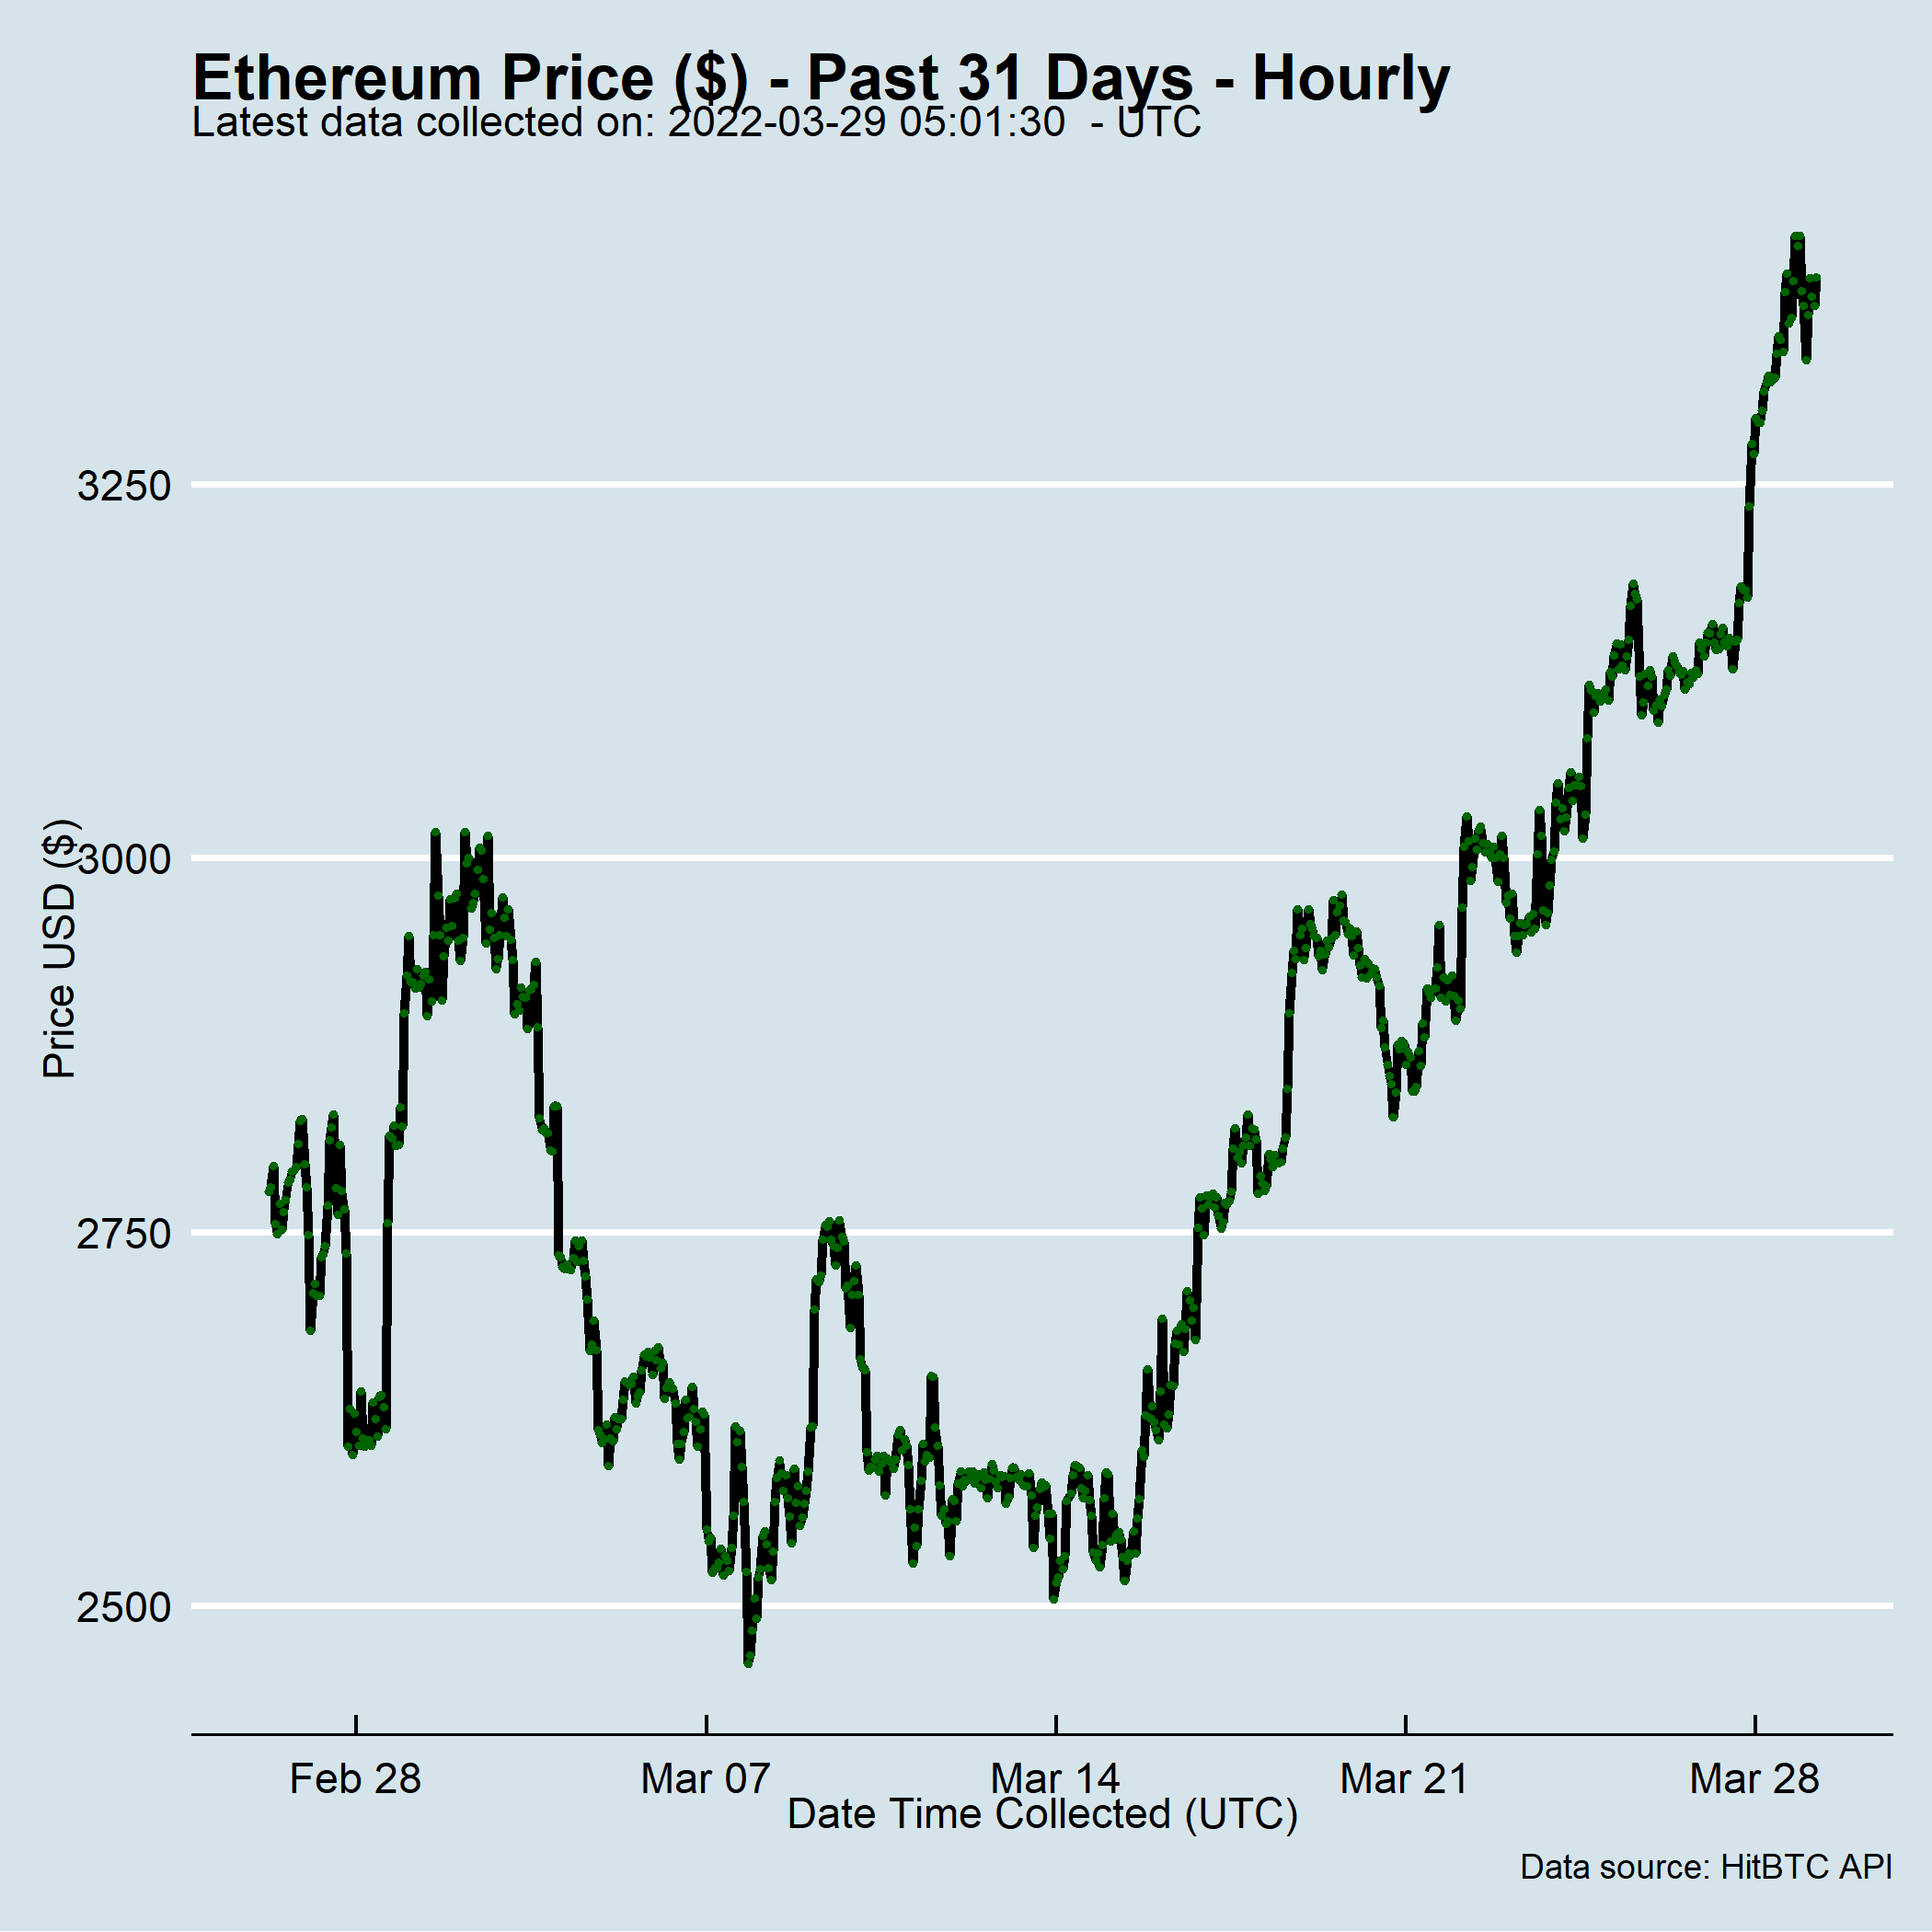 Ethereum Price ($) - Past 31 Days - Hourly
Latest data collected on: 2022-03-29 05:01:30  - UTC
Price USD ($)
3250
3000
2750
2500
Feb 28
Mar 07
Mar 14
Mar 21
Mar 28
Date Time Collected (UTC)
Data source: HitBTC API